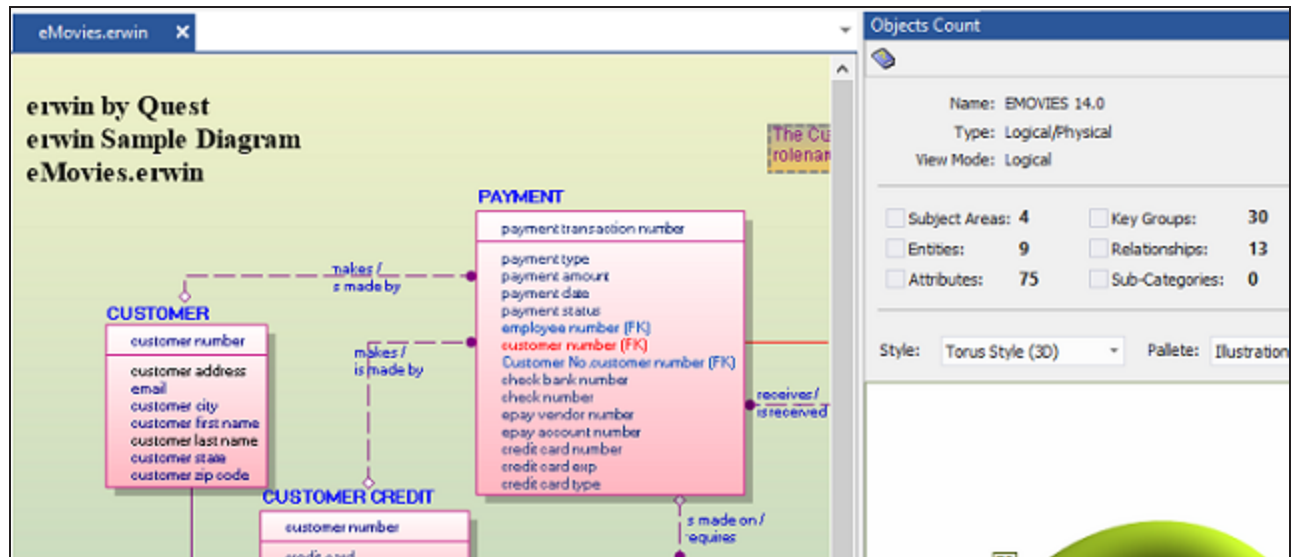 eMovies.erwin
Objects Count
erwin by Quest
erwin Sample Diagram
eMovies.erwin
The Cu
rolenam
Name: EMOVIES 14.0
Type: Logical/Physical
View Mode: Logical
Subject Areas: 4 Key Groups: 30
Entities: 9 Relationships: 13
Attributes: 75 Sub-Categories: 0
Style: Torus Style (3D) Pallete: Illustration
PAYMENT
payment transaction number
payment type
payment amount
payment date
payment status
employee number (FK)
customer number (FK)
Customer No.customer number (FK)
check bank number
check number
epay vendor number
epay account number
credit card number
credit card exp
credit card type
makes /
s made by
CUSTOMER
customer number
customer address
email
customer city
customer first name
customer last name
customer state
customer zip code
makes /
is made by
receives /
is received
CUSTOMER CREDIT
customer number
credit card
s made on /
requires